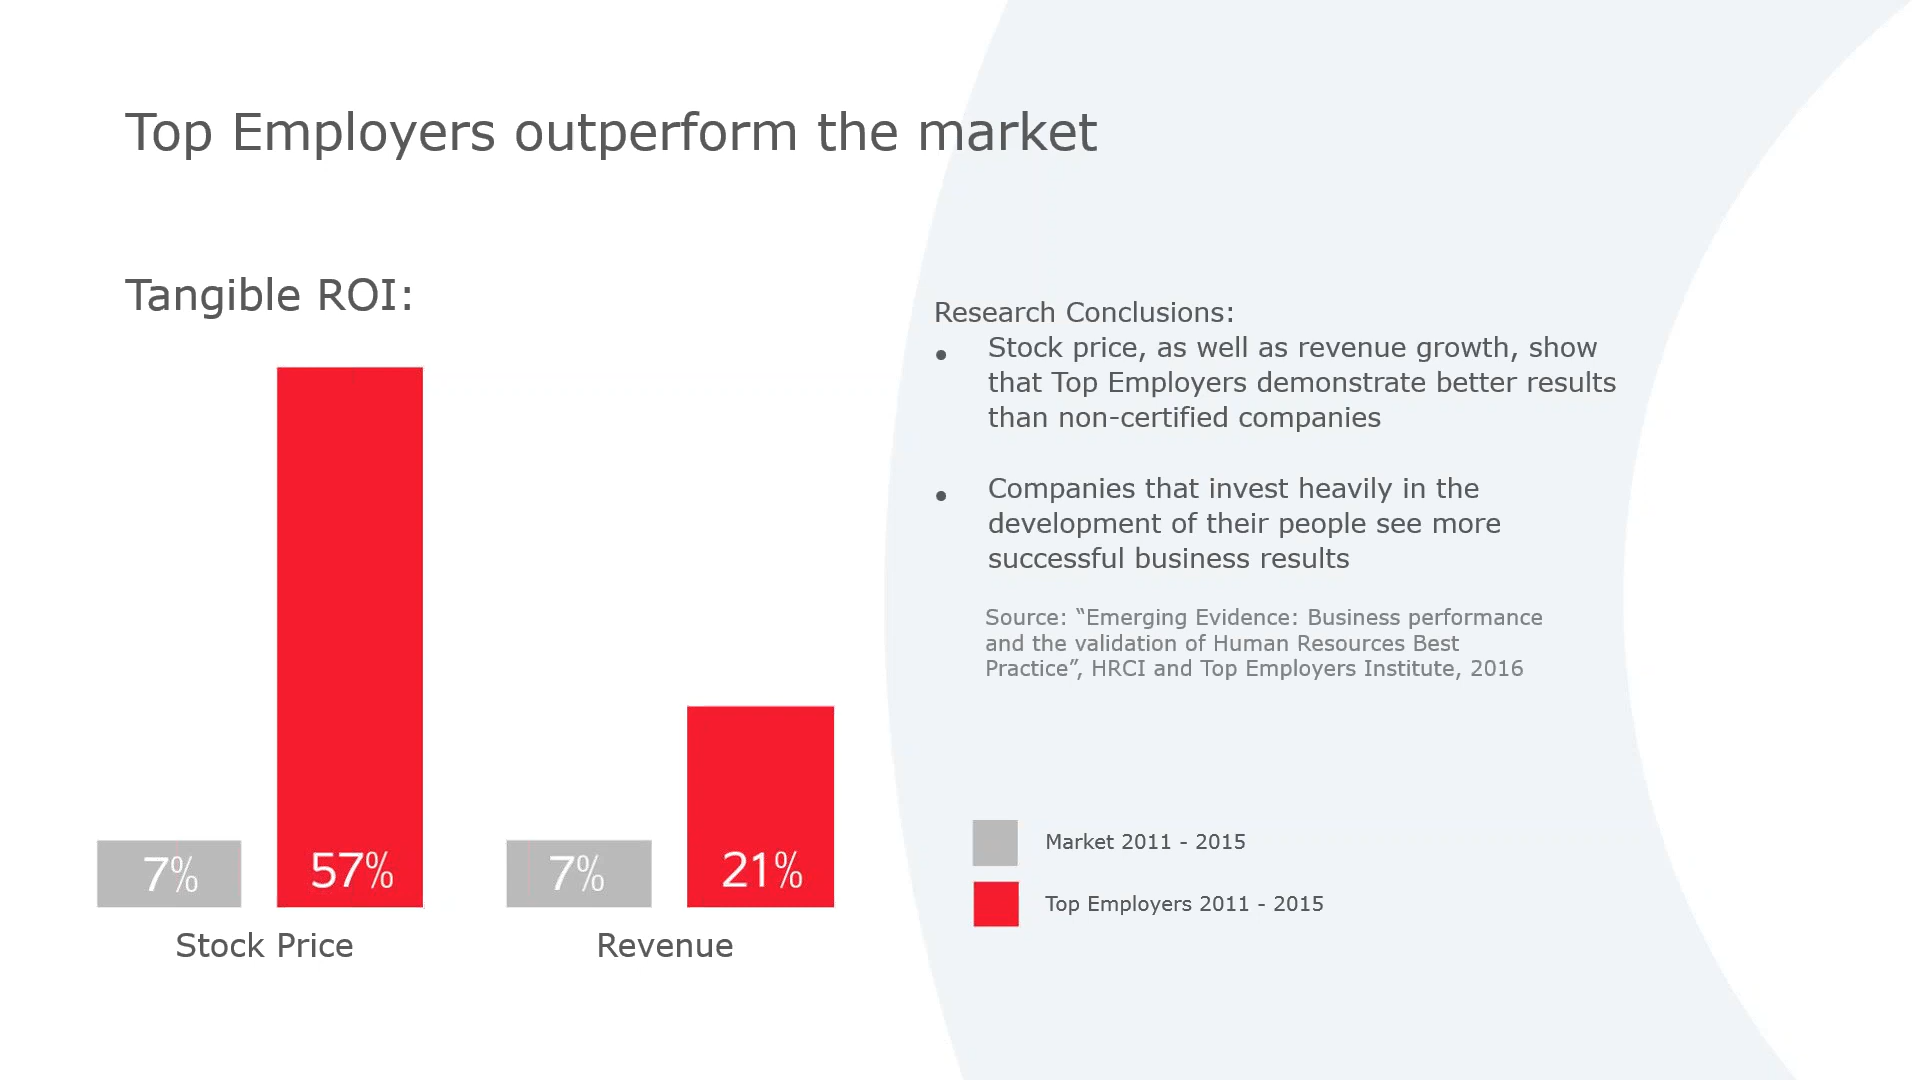 Top Employers outperform the market
Tangible ROI:
7%
57%
7%
21%
Stock Price
Revenue
Research Conclusions:
• Stock price, as well as revenue growth, show
that Top Employers demonstrate better results
than non-certified companies
• Companies that invest heavily in the
development of their people see more
successful business results
Source: “Emerging Evidence: Business performance
and the validation of Human Resources Best
Practice”, HRCI and Top Employers Institute, 2016
Market 2011 - 2015
Top Employers 2011 - 2015